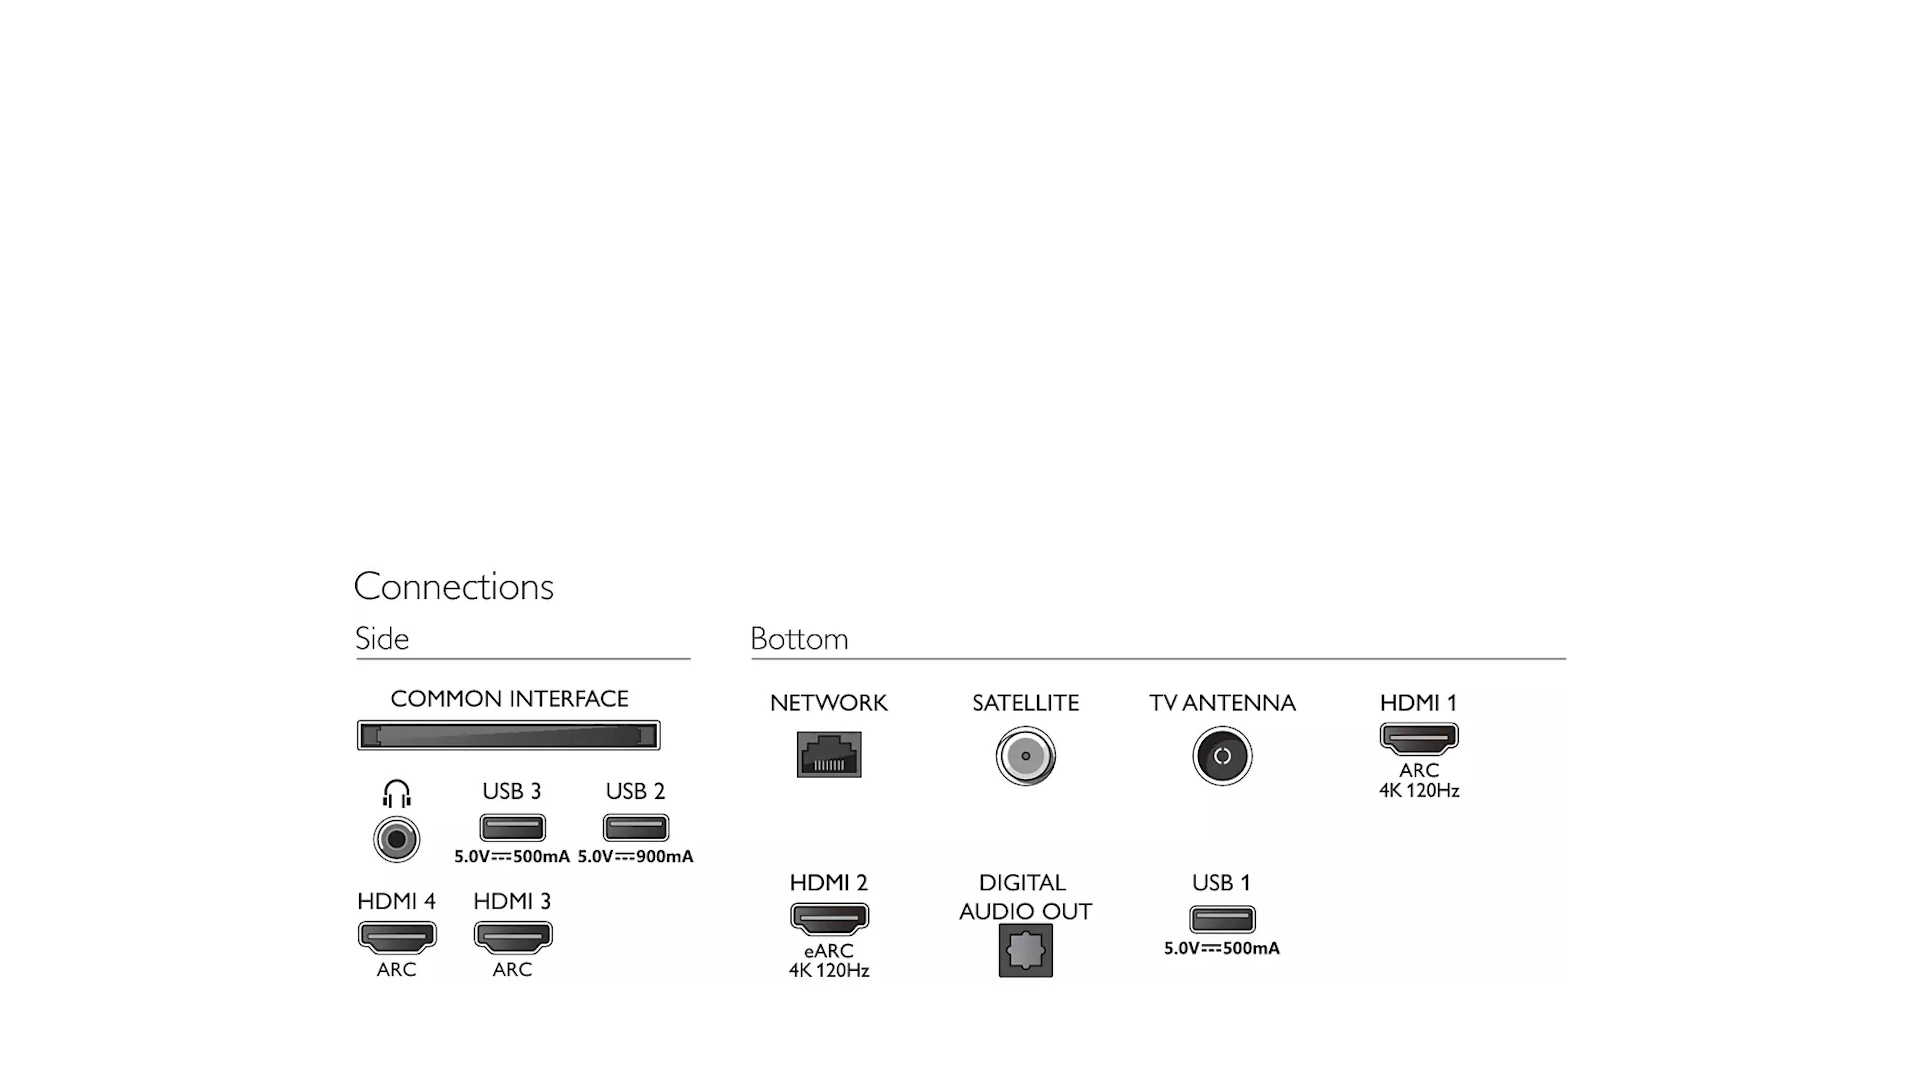 Connections
Side
COMMON INTERFACE
USB 3
USB 2
5.0V⎓500mA
5.0V⎓900mA
HDMI 4
HDMI 3
ARC
ARC
Bottom
NETWORK
SATELLITE
TV ANTENNA
HDMI 1
ARC
4K 120Hz
HDMI 2
eARC
4K 120Hz
DIGITAL
AUDIO OUT
USB 1
5.0V⎓500mA